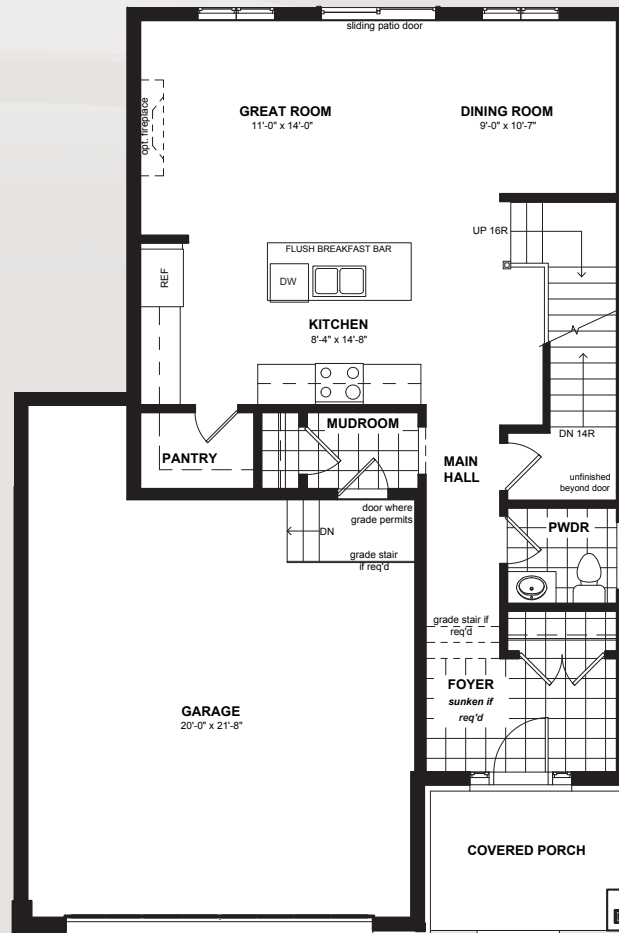 sliding patio door
GREAT ROOM
11'-0" x 14'-0"
DINING ROOM
9'-0" x 10'-7"
opt. fireplace
UP 16R
FLUSH BREAKFAST BAR
REF
DW
KITCHEN
8'-4" x 14'-8"
MUDROOM
PANTRY
MAIN
HALL
DN 14R
unfinished
beyond door
door where
grade permits
DN
grade stair
if req'd
PWDR
grade stair if
req'd
FOYER
sunken if
req'd
GARAGE
20'-0" x 21'-8"
COVERED PORCH